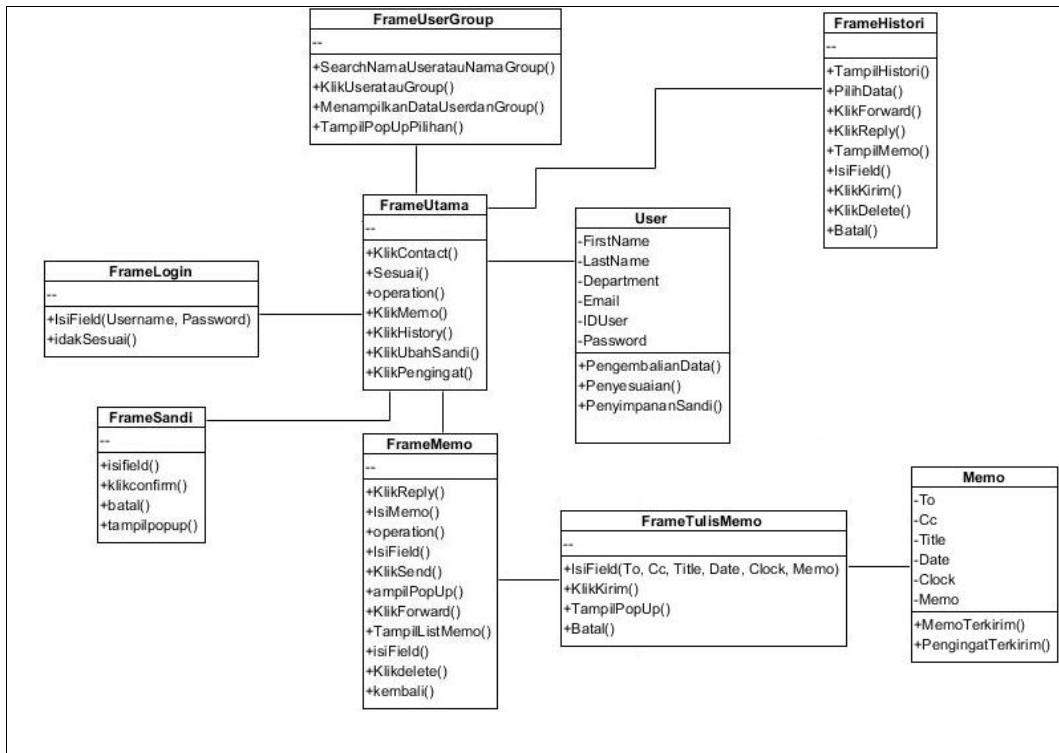 FrameUserGroup
--
+SearchNamaUseratauNamaGroup()
+KlikUseratauGroup()
+MenampilkanDataUserdanGroup()
+TampilPopUpPilihan()
FrameHistori
--
+TampilHistori()
+PilihData()
+KlikForward()
+KlikReply()
+TampilMemo()
+IsiField()
+KlikKirim()
+KlikDelete()
+Batal()
FrameUtama
--
+KlikContact()
+Sesuai()
+operation()
+KlikMemo()
+KlikHistory()
+KlikUbahSandi()
+KlikPengingat()
User
-FirstName
-LastName
-Department
-Email
-IDUser
-Password
+PengembalianData()
+Penyesuaian()
+PenyimpananSandi()
FrameLogin
--
+IsiField(Username, Password)
+idakSesuai()
FrameSandi
--
+isifield()
+klikconfirm()
+batal()
+tampilpopup()
FrameMemo
--
+KlikReply()
+IsiMemo()
+operation()
+IsiField()
+KlikSend()
+ampilPopUp()
+KlikForward()
+TampilListMemo()
+isiField()
+Klikdelete()
+kembali()
FrameTulisMemo
--
+IsiField(To, Cc, Title, Date, Clock, Memo)
+KlikKirim()
+TampilPopUp()
+Batal()
Memo
-To
-Cc
-Title
-Date
-Clock
-Memo
+MemoTerkirim()
+PengingatTerkirim()